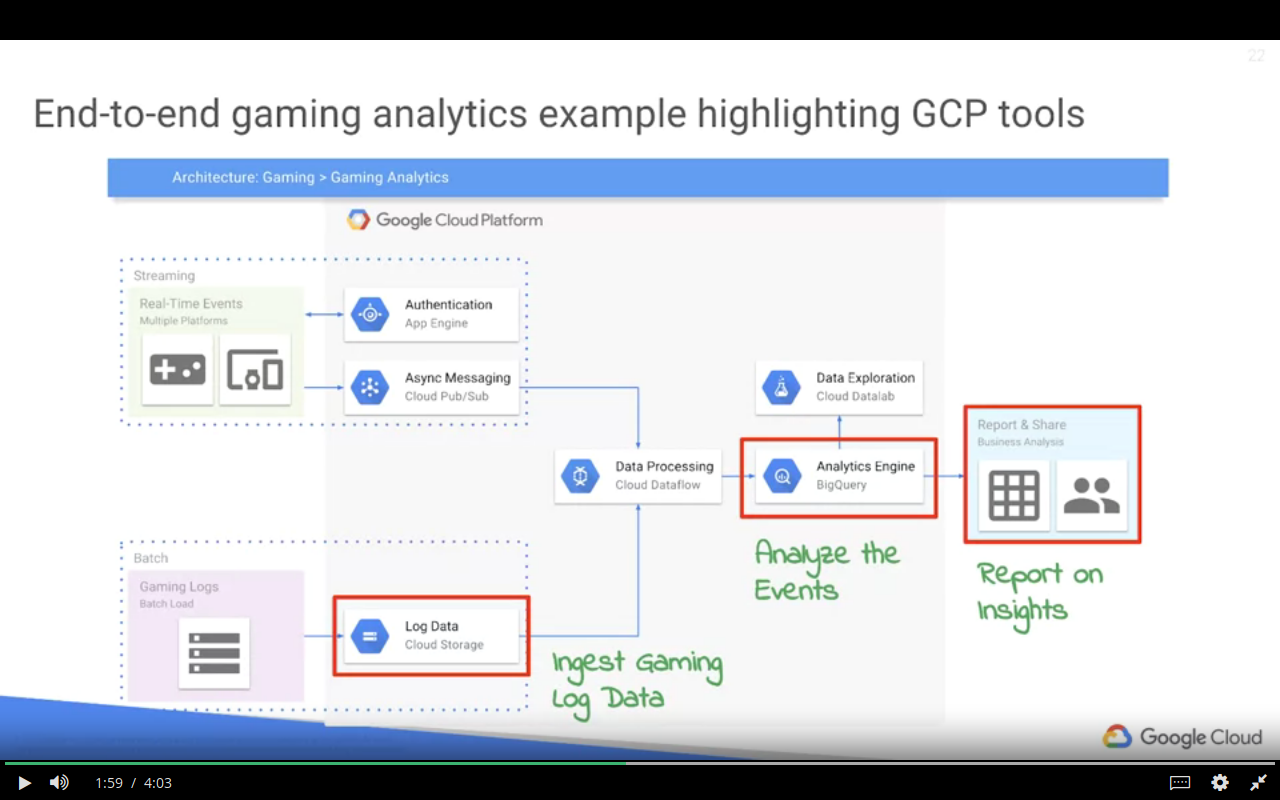 22
End-to-end gaming analytics example highlighting GCP tools
Architecture: Gaming > Gaming Analytics
Google Cloud Platform
Streaming
Real-Time Events
Multiple Platforms
Authentication
App Engine
Async Messaging
Cloud Pub/Sub
Data Exploration
Cloud Datalab
Data Processing
Cloud Dataflow
Analytics Engine
BigQuery
Report & Share
Business Analysis
Analyze the
Events
Report on
Insights
Batch
Gaming Logs
Batch Load
Log Data
Cloud Storage
Ingest Gaming
Log Data
Google Cloud
1:59 / 4:03